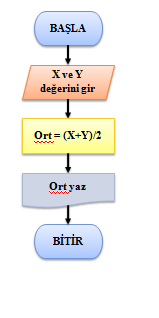 BAŞLA
X ve Y
değerini gir
Ort = (X+Y)/2
Ort yaz
BİTİR